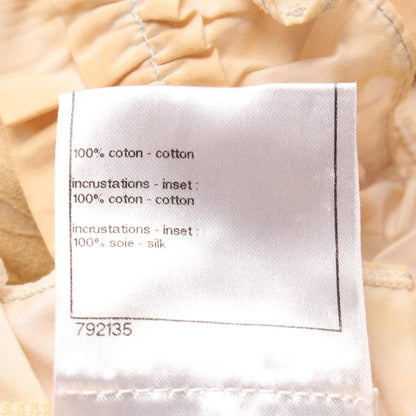 100% coton - cotton
incrustations - inset :
100% coton - cotton
incrustations - inset :
100% soie - silk
792135